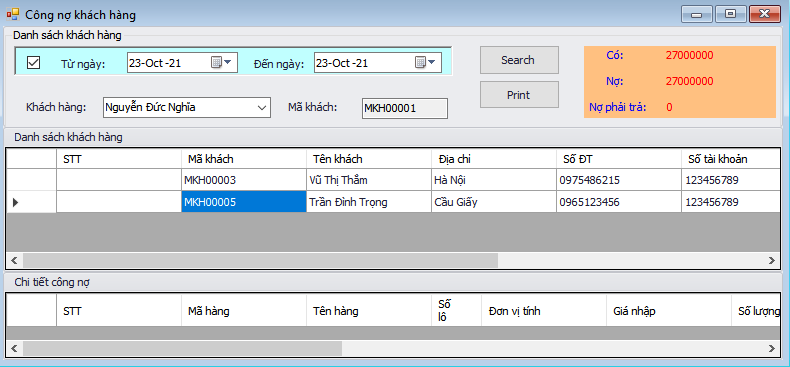 Công nợ khách hàng
Danh sách khách hàng
Từ ngày: 23-Oct -21 Đến ngày: 23-Oct -21 Search Có: 27000000
Nợ: 27000000
Print
Khách hàng: Nguyễn Đức Nghĩa Mã khách: MKH00001 Nợ phải trả: 0
Danh sách khách hàng
STT Mã khách Tên khách Địa chỉ Số ĐT Số tài khoản
MKH00003 Vũ Thị Thắm Hà Nội 0975486215 123456789
MKH00005 Trần Đình Trọng Cầu Giấy 0965123456 123456789
Chi tiết công nợ
STT Mã hàng Tên hàng Số lô Đơn vị tính Giá nhập Số lượng